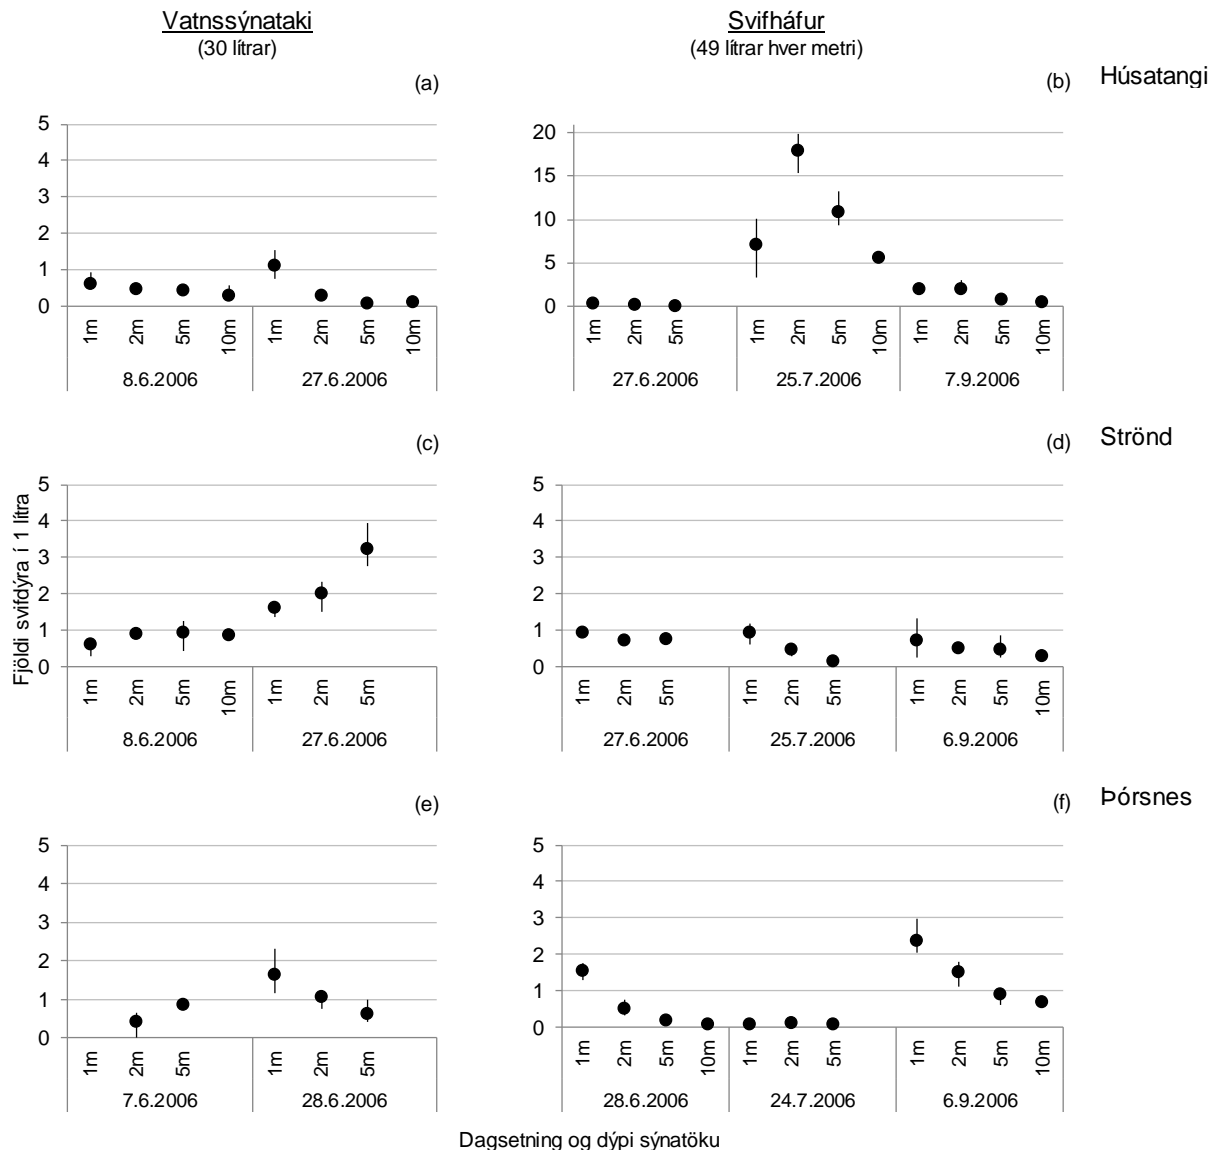 Vatnssýnataki
(30 lítrar)
Svifháfur
(49 lítrar hver metri)
(a)
(b)
Húsatangi
5
4
3
2
1
0
1m 2m 5m 10m 1m 2m 5m 10m
8.6.2006 27.6.2006
20
15
10
5
0
1m 2m 5m 1m 2m 5m 10m 1m 2m 5m 10m
27.6.2006 25.7.2006 7.9.2006
(c)
(d)
Strönd
Fjöldi svifdýra í 1 lítra
5
4
3
2
1
0
1m 2m 5m 10m 1m 2m 5m
8.6.2006 27.6.2006
5
4
3
2
1
0
1m 2m 5m 1m 2m 5m 1m 2m 5m 10m
27.6.2006 25.7.2006 6.9.2006
(e)
(f)
Þórsnes
5
4
3
2
1
0
1m 2m 5m 1m 2m 5m
7.6.2006 28.6.2006
5
4
3
2
1
0
1m 2m 5m 10m 1m 2m 5m 1m 2m 5m 10m
28.6.2006 24.7.2006 6.9.2006
Dagsetning og dýpi sýnatöku